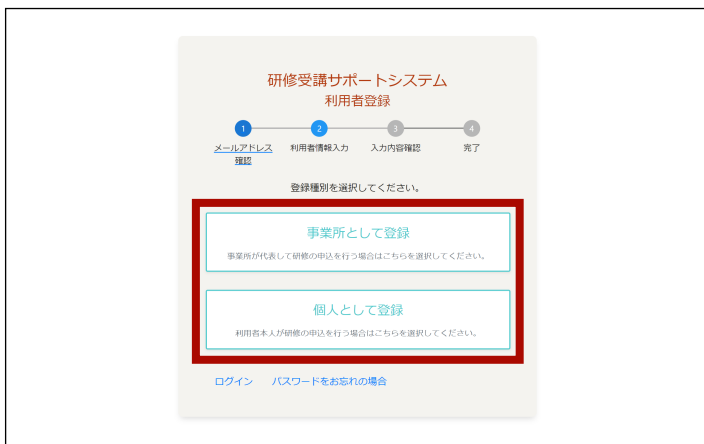 研修受講サポートシステム
利用者登録
1 2 3 4
メールアドレス確認 利用者情報入力 入力内容確認 完了
登録種別を選択してください。
事業所として登録
事業所が代表して研修の申込を行う場合はこちらを選択してください。
個人として登録
利用者本人が研修の申込を行う場合はこちらを選択してください。
ログイン パスワードをお忘れの場合